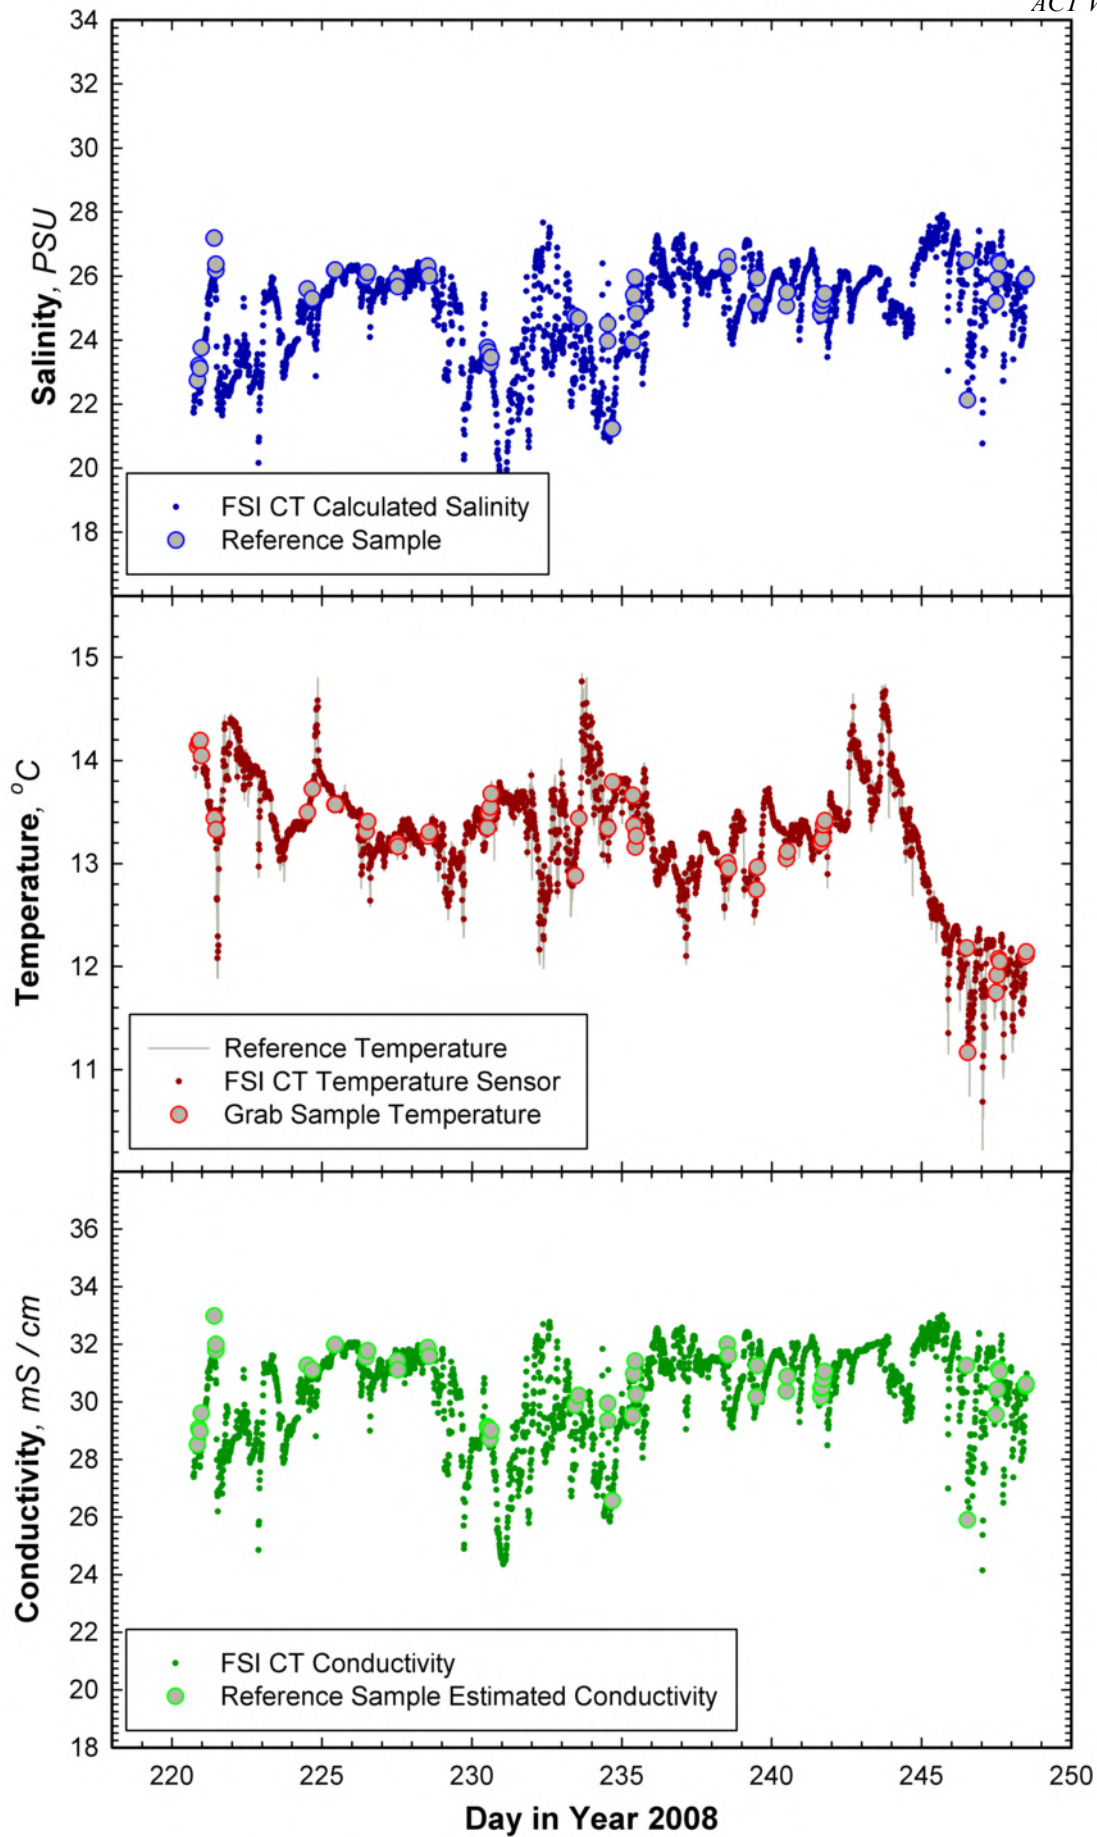 ACT V
34
32
30
28
26
24
22
20
18
Salinity, PSU
FSI CT Calculated Salinity
Reference Sample
15
14
13
12
11
Temperature, °C
Reference Temperature
FSI CT Temperature Sensor
Grab Sample Temperature
36
34
32
30
28
26
24
22
20
18
Conductivity, mS / cm
FSI CT Conductivity
Reference Sample Estimated Conductivity
220 225 230 235 240 245 250
Day in Year 2008